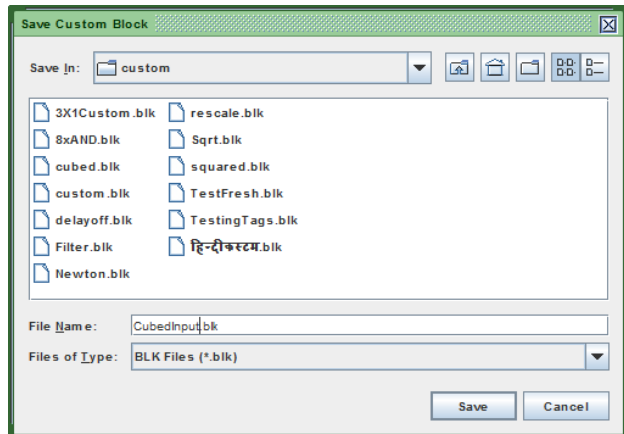 Save Custom Block
Save In: custom
3X1Custom.blk
8xAND.blk
cubed.blk
custom.blk
delayoff.blk
Filter.blk
Newton.blk
rescale.blk
Sqrt.blk
squared.blk
TestFresh.blk
TestingTags.blk
हिन्दीकस्टम.blk
File Name: CubedInput.blk
Files of Type: BLK Files (*.blk)
Save Cancel